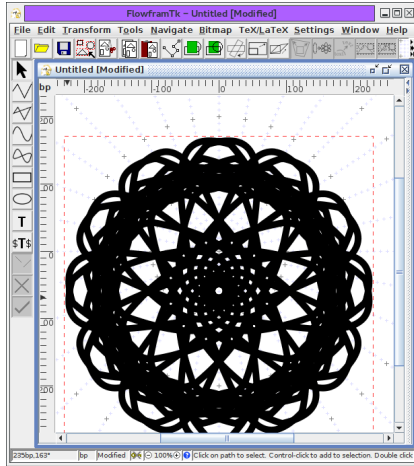 FlowframTk – Untitled [Modified]
File Edit Transform Tools Navigate Bitmap TeX/LaTeX Settings Window Help
Untitled [Modified]
bp -200 -100 0 100 200
200
100
0
00
200
T
$T$
235bp,163° bp Modified 100% Click on path to select. Control-click to add to selection. Double click